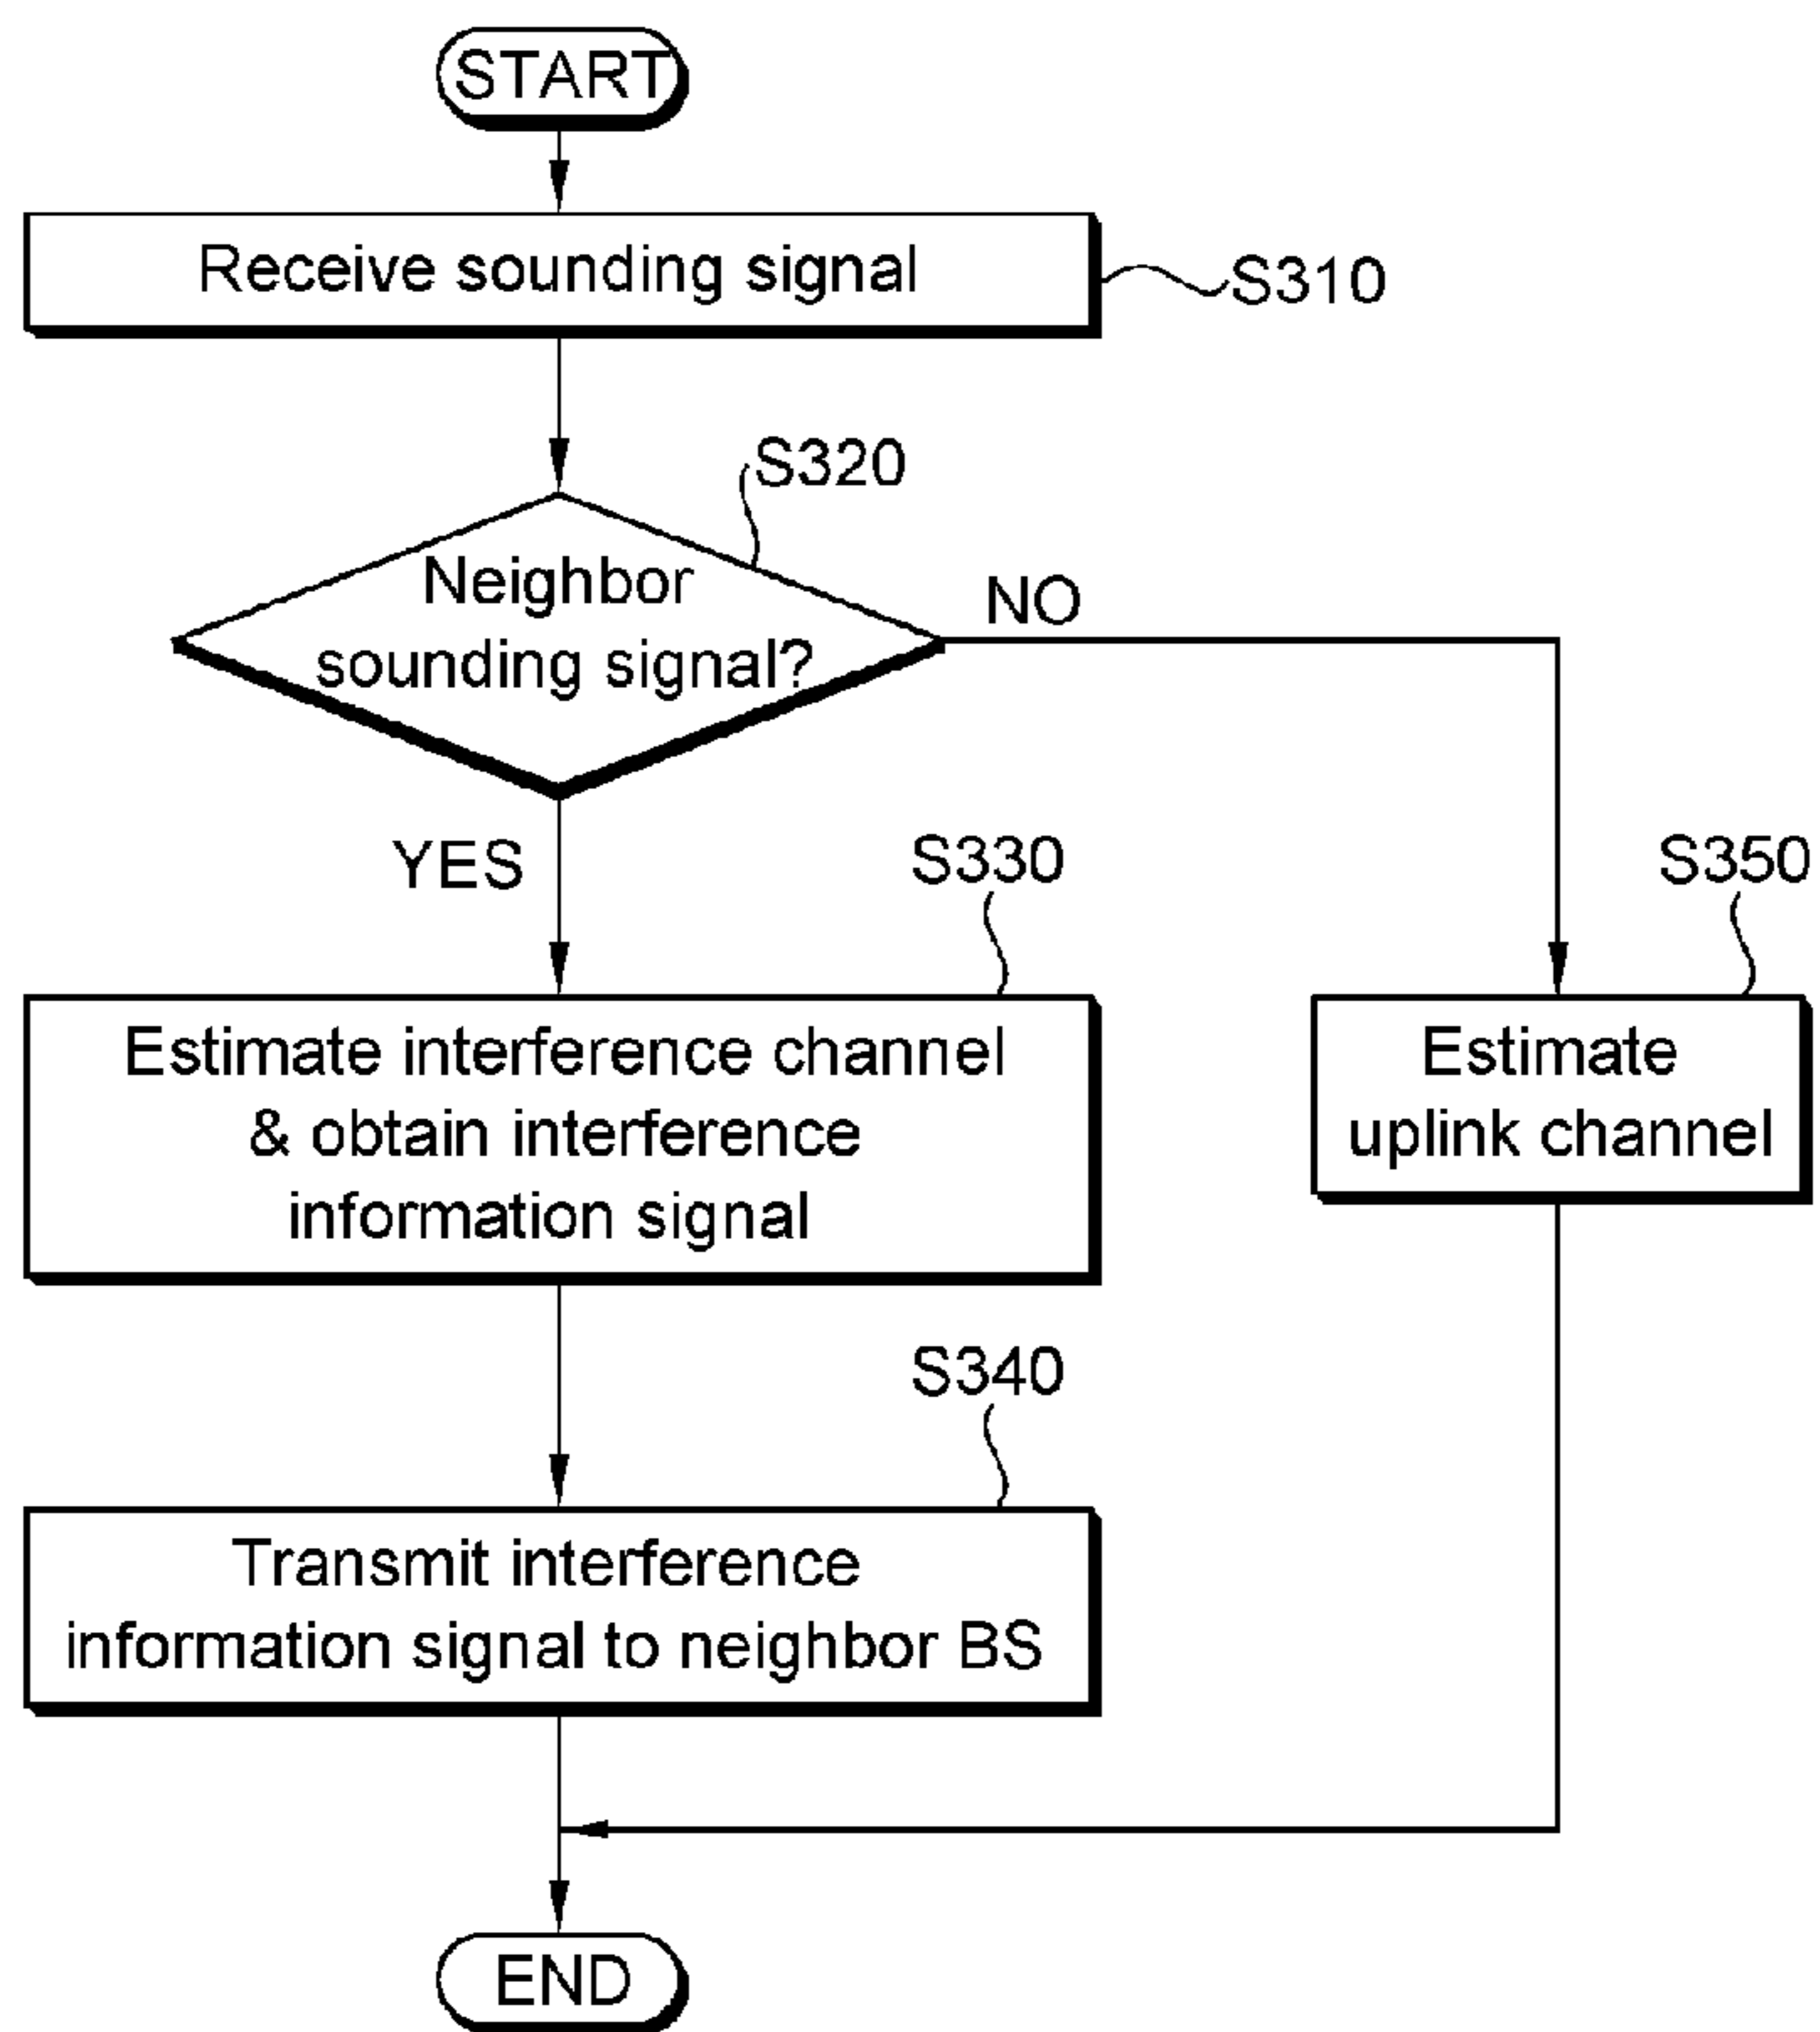 START
Receive sounding signal
S310
S320
Neighbor
sounding signal?
NO
YES
S330
S350
Estimate interference channel
& obtain interference
information signal
Estimate
uplink channel
S340
Transmit interference
information signal to neighbor BS
END